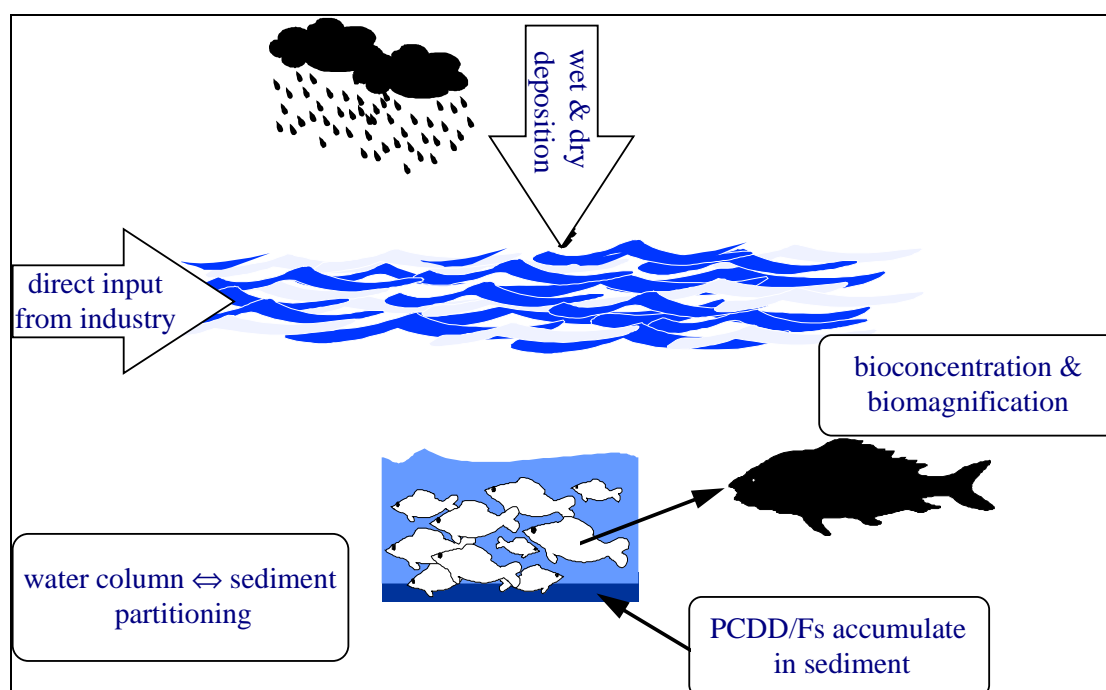 wet & dry
deposition
direct input
from industry
bioconcentration &
biomagnification
water column ⇔ sediment
partitioning
PCDD/Fs accumulate
in sediment